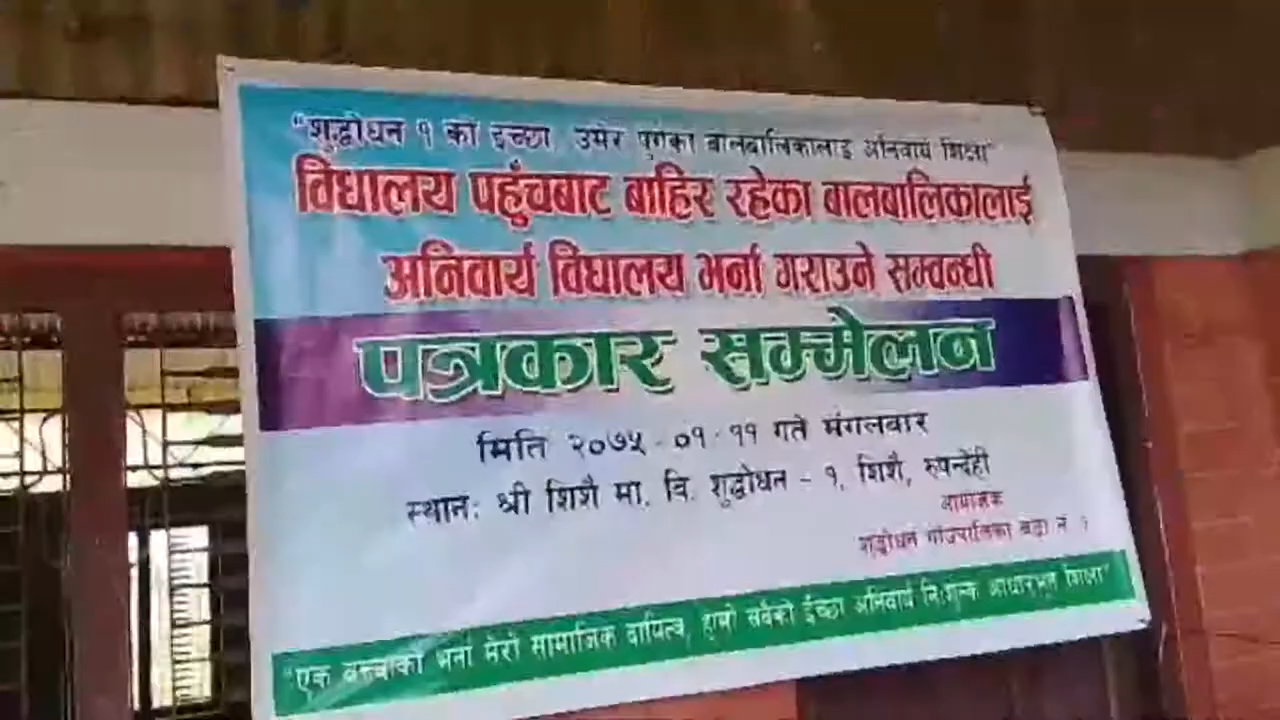 "शुद्धोधन १ को इच्छा, उमेर पुगेका बालबालिकालाइ अनिवार्य शिक्षा"
विद्यालय पहुँचबाट बाहिर रहेका बालबालिकालाई
अनिवार्य विद्यालय भर्ना गराउने सम्वन्धी
पत्रकार सम्मेलन
मिति २०७५ - ०१ - ११ गते मंगलवार
स्थान: श्री शिशै मा. वि. शुद्धोधन - १, शिशै, रुपन्देही
आयोजक
शुद्धोधन गाउपालिका वडा नं १
"एक बच्चाको भर्ना मेरो सामाजिक दायित्व, हाम्रो सबैको ईच्छा अनिवार्य नि:शुल्क आधारभूत शिक्षा"